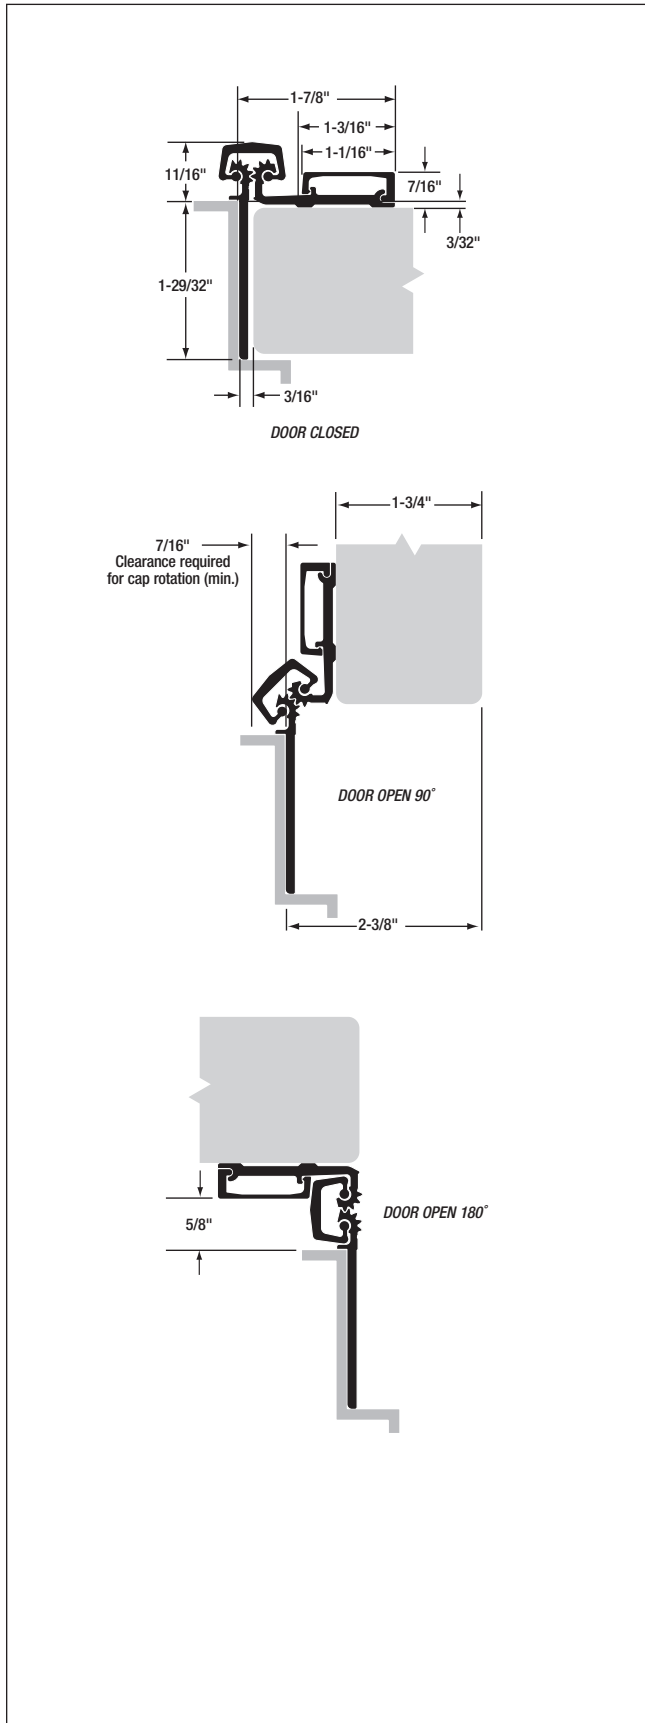 1-7/8"
1-3/16"
1-1/16"
11/16"
7/16"
3/32"
1-29/32"
3/16"
DOOR CLOSED
1-3/4"
7/16"
Clearance required
for cap rotation (min.)
DOOR OPEN 90˚
2-3/8"
5/8"
DOOR OPEN 180˚